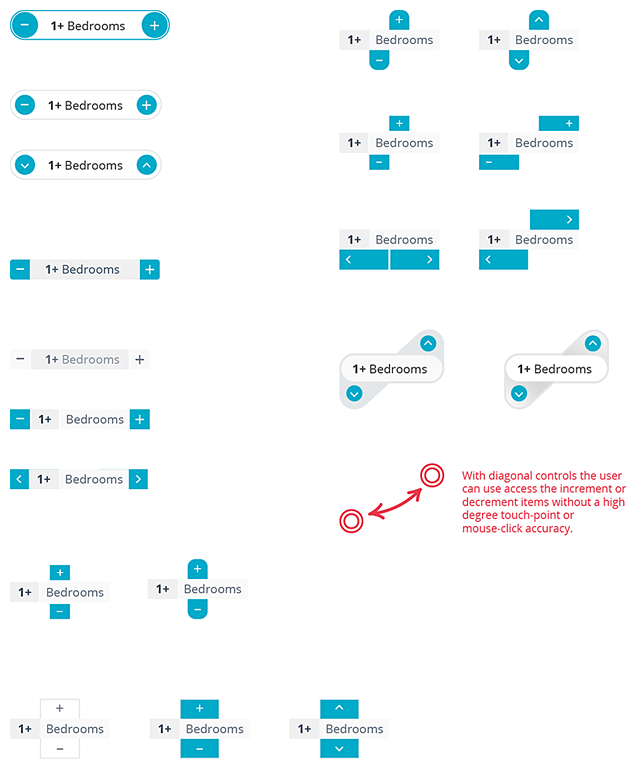 − 1+ Bedrooms +
− 1+ Bedrooms +
1+ Bedrooms
− 1+ Bedrooms +
− 1+ Bedrooms +
− 1+ Bedrooms +
< 1+ Bedrooms >
+
1+ Bedrooms
−
+
1+ Bedrooms
−
+
1+ Bedrooms
−
+
1+ Bedrooms
−
1+ Bedrooms
+
1+ Bedrooms
−
1+ Bedrooms
+
1+ Bedrooms
−
+
1+ Bedrooms
−
1+ Bedrooms
< >
>
1+ Bedrooms
<
1+ Bedrooms
1+ Bedrooms
With diagonal controls the user
can use access the increment or
decrement items without a high
degree touch-point or
mouse-click accuracy.